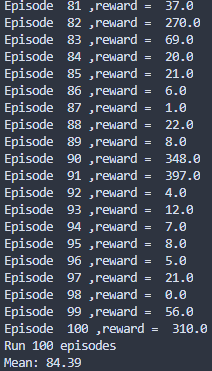 Episode  81 ,reward =  37.0
Episode  82 ,reward =  270.0
Episode  83 ,reward =  69.0
Episode  84 ,reward =  20.0
Episode  85 ,reward =  21.0
Episode  86 ,reward =  6.0
Episode  87 ,reward =  1.0
Episode  88 ,reward =  22.0
Episode  89 ,reward =  8.0
Episode  90 ,reward =  348.0
Episode  91 ,reward =  397.0
Episode  92 ,reward =  4.0
Episode  93 ,reward =  12.0
Episode  94 ,reward =  7.0
Episode  95 ,reward =  8.0
Episode  96 ,reward =  5.0
Episode  97 ,reward =  21.0
Episode  98 ,reward =  0.0
Episode  99 ,reward =  56.0
Episode  100 ,reward =  310.0
Run 100 episodes
Mean: 84.39